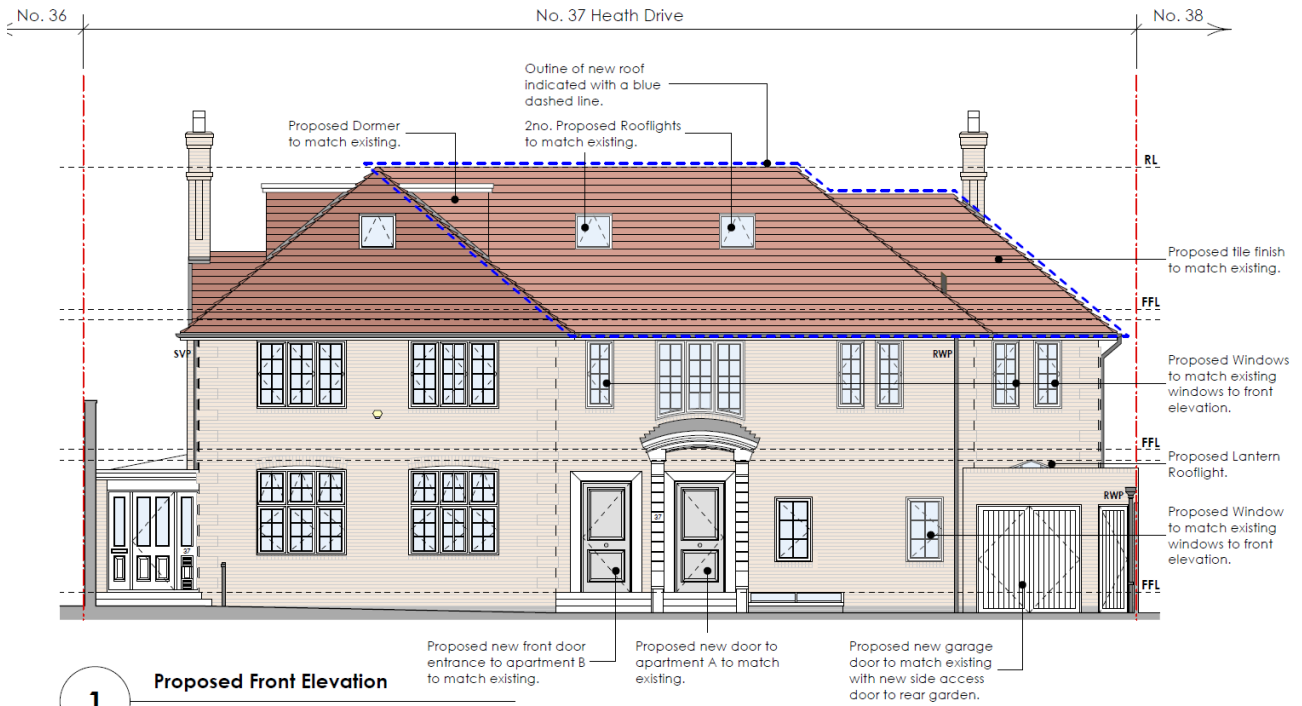 No. 36
No. 37 Heath Drive
No. 38
Outine of new roof
indicated with a blue
dashed line.
Proposed Dormer
to match existing.
2no. Proposed Rooflights
to match existing.
RL
Proposed tile finish
to match existing.
FFL
SVP
RWP
Proposed Windows
to match existing
windows to front
elevation.
FFL
Proposed Lantern
Rooflight.
RWP
37
37
Proposed Window
to match existing
windows to front
elevation.
FFL
Proposed new front door
entrance to apartment B
to match existing.
Proposed new door to
apartment A to match
existing.
Proposed new garage
door to match existing
with new side access
door to rear garden.
1
Proposed Front Elevation